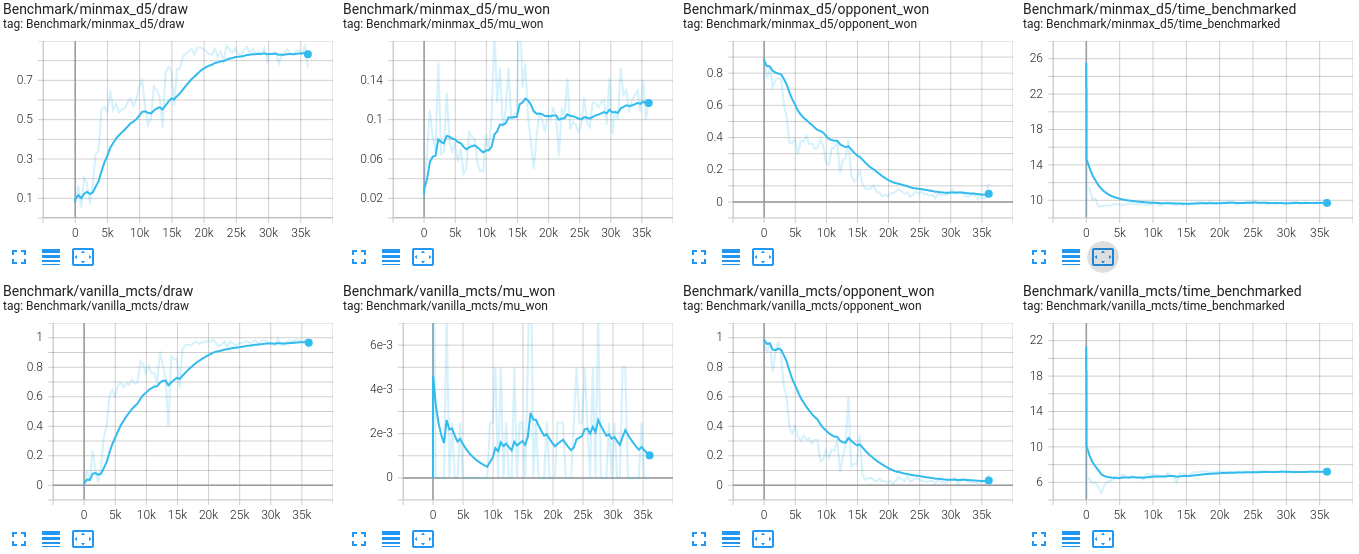 Benchmark/minmax_d5/draw
tag: Benchmark/minmax_d5/draw
0.7
0.5
0.3
0.1
0 5k 10k 15k 20k 25k 30k 35k
Benchmark/minmax_d5/mu_won
tag: Benchmark/minmax_d5/mu_won
0.14
0.1
0.06
0.02
0 5k 10k 15k 20k 25k 30k 35k
Benchmark/minmax_d5/opponent_won
tag: Benchmark/minmax_d5/opponent_won
0.8
0.6
0.4
0.2
0
0 5k 10k 15k 20k 25k 30k 35k
Benchmark/minmax_d5/time_benchmarked
tag: Benchmark/minmax_d5/time_benchmarked
26
22
18
14
10
0 5k 10k 15k 20k 25k 30k 35k
Benchmark/vanilla_mcts/draw
tag: Benchmark/vanilla_mcts/draw
1
0.8
0.6
0.4
0.2
0
0 5k 10k 15k 20k 25k 30k 35k
Benchmark/vanilla_mcts/mu_won
tag: Benchmark/vanilla_mcts/mu_won
6e-3
4e-3
2e-3
0
0 5k 10k 15k 20k 25k 30k 35k
Benchmark/vanilla_mcts/opponent_won
tag: Benchmark/vanilla_mcts/opponent_won
1
0.8
0.6
0.4
0.2
0
0 5k 10k 15k 20k 25k 30k 35k
Benchmark/vanilla_mcts/time_benchmarked
tag: Benchmark/vanilla_mcts/time_benchmarked
22
18
14
10
6
0 5k 10k 15k 20k 25k 30k 35k